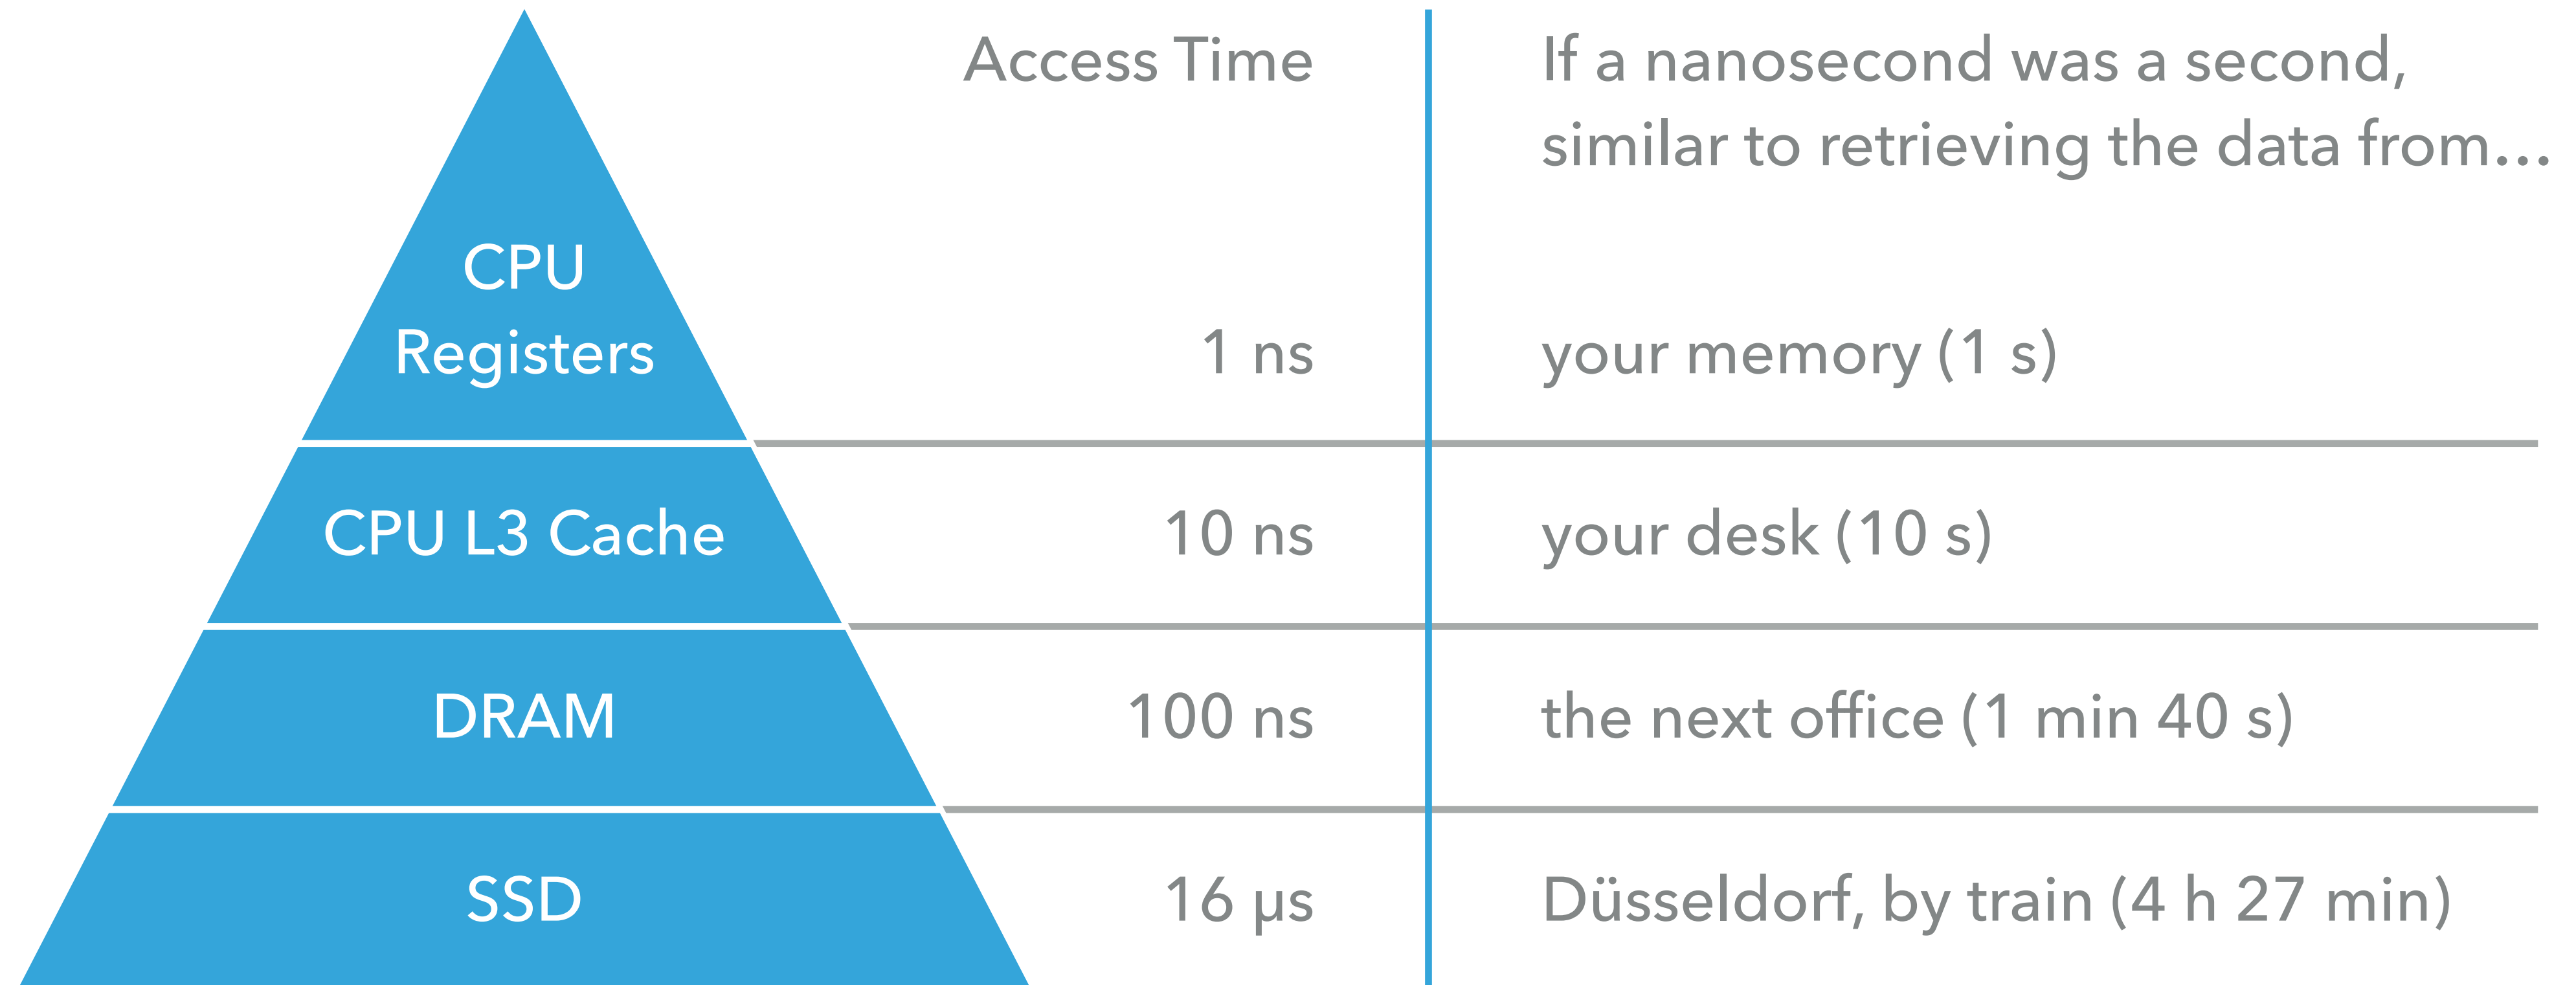 Access Time
If a nanosecond was a second,
similar to retrieving the data from...
CPU
Registers
1 ns
your memory (1 s)
CPU L3 Cache
10 ns
your desk (10 s)
DRAM
100 ns
the next office (1 min 40 s)
SSD
16 µs
Düsseldorf, by train (4 h 27 min)